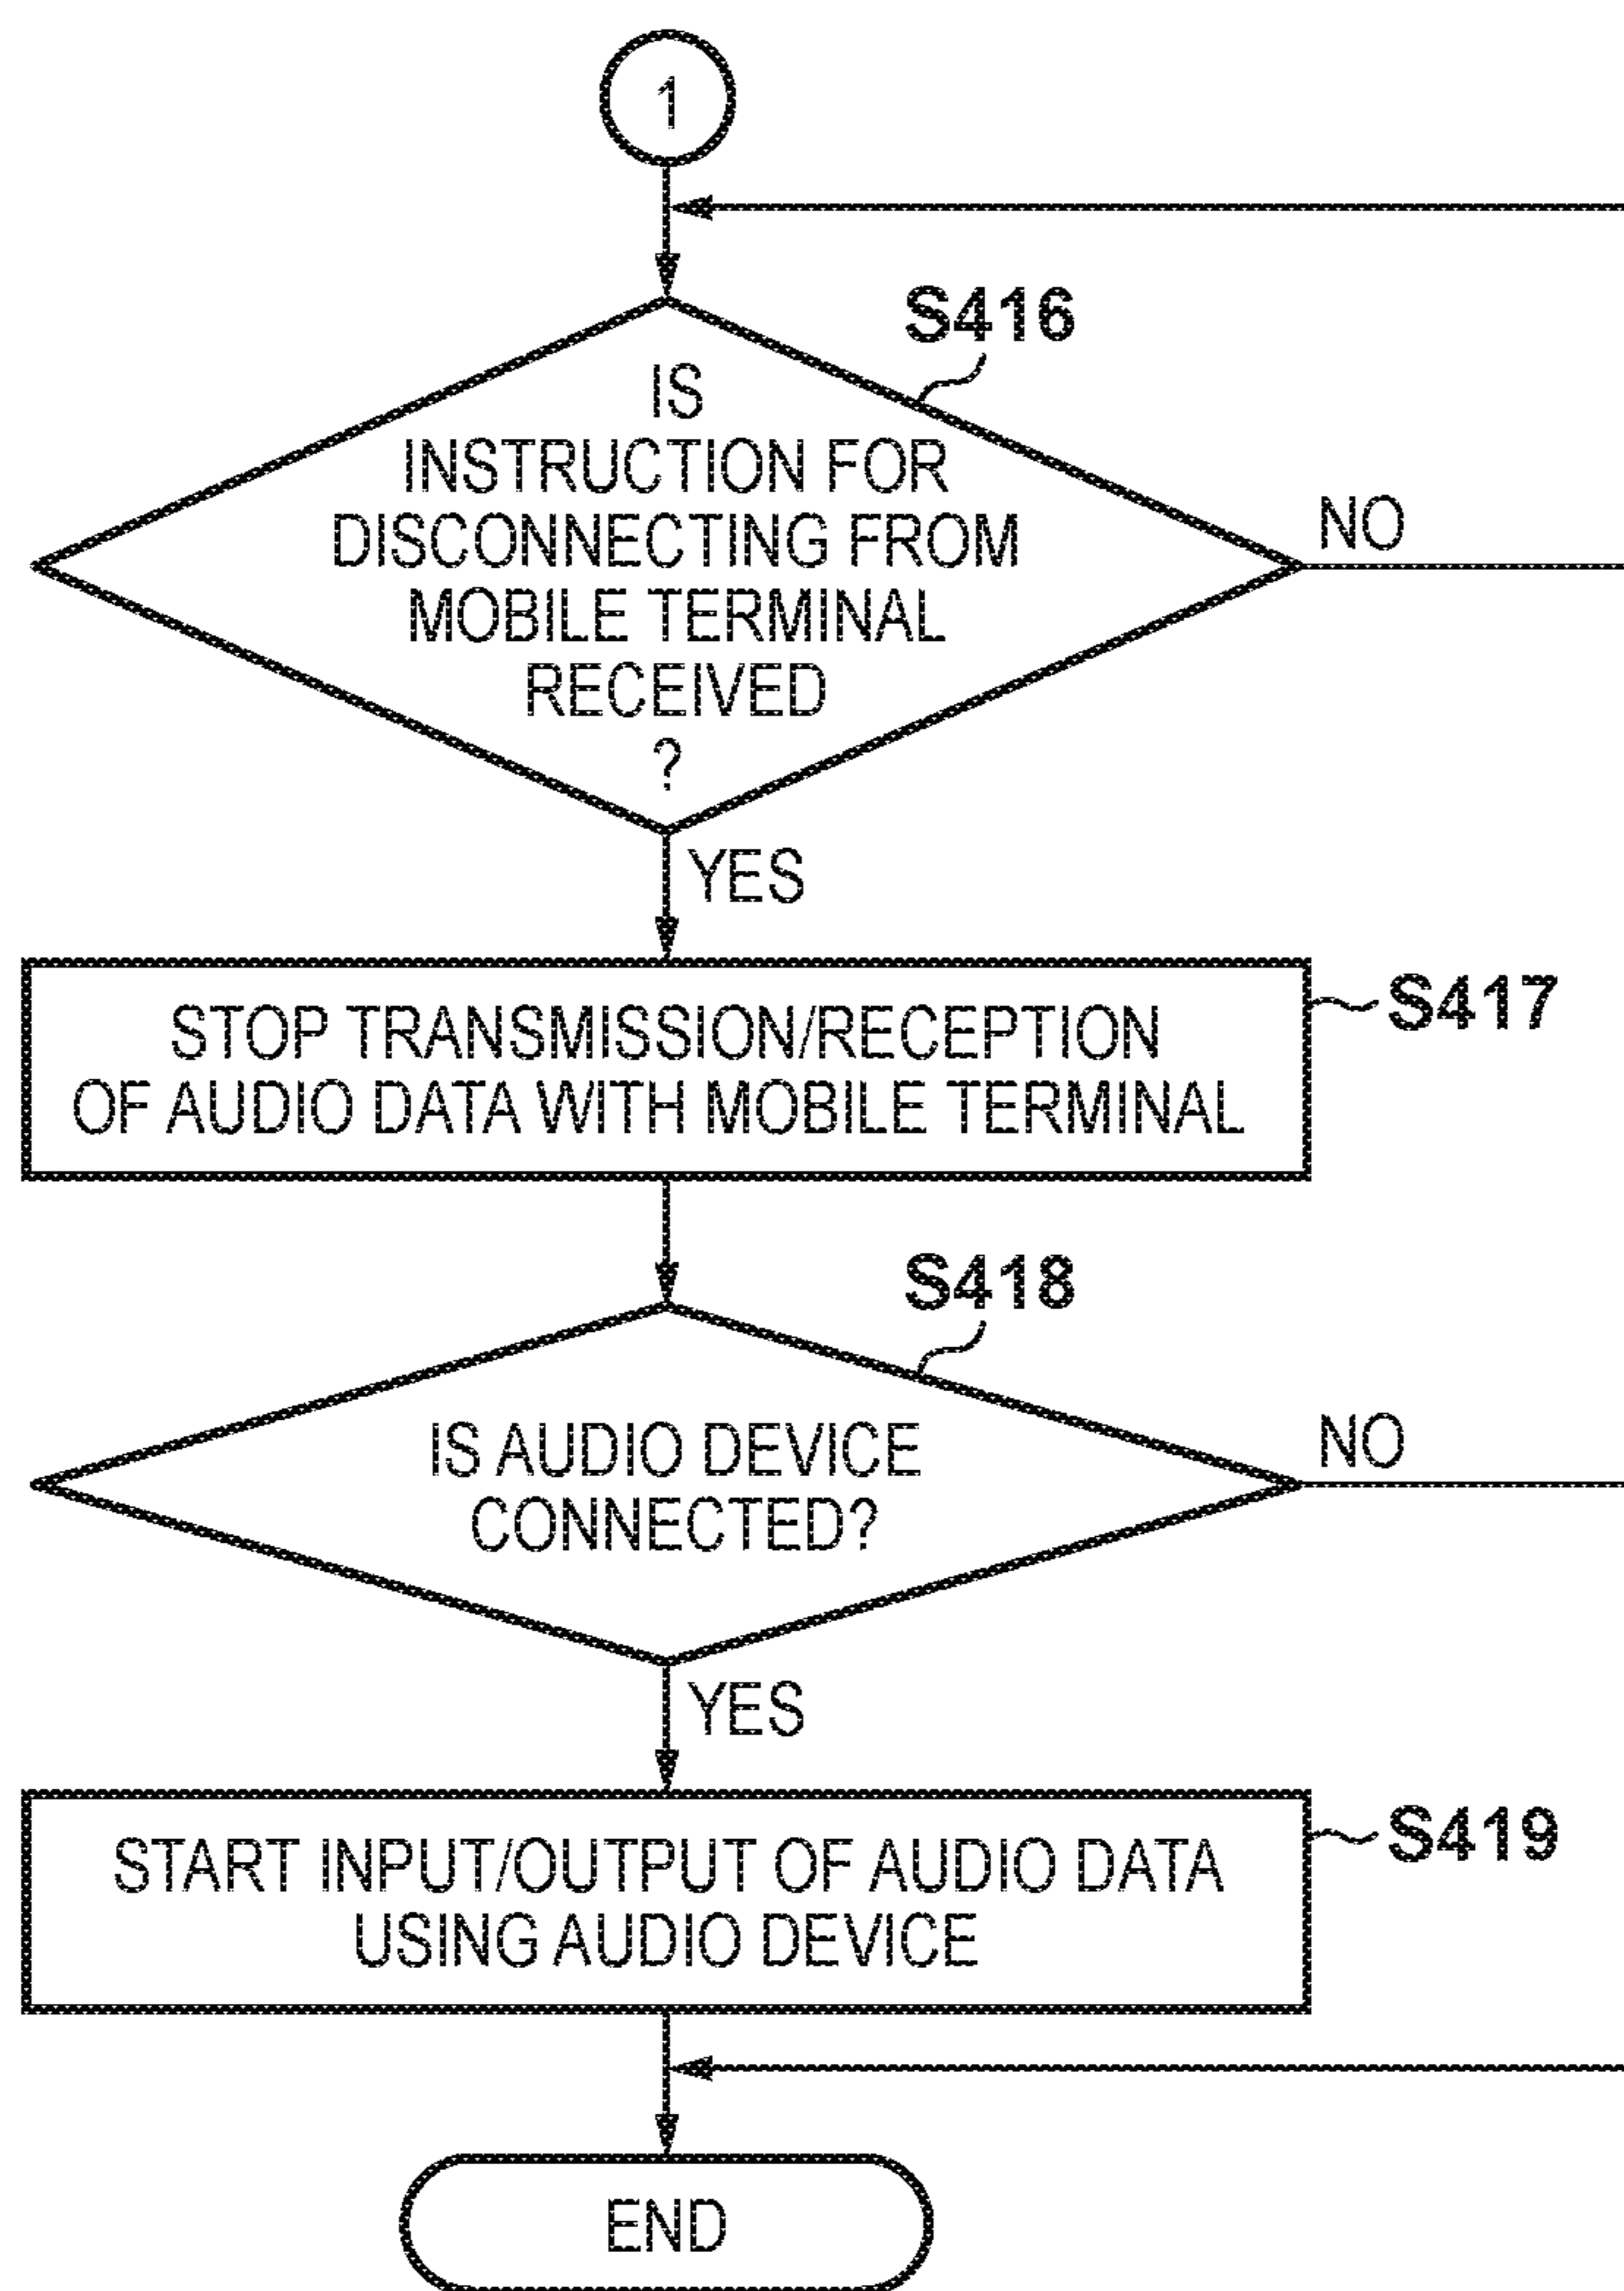 1
S416
IS
INSTRUCTION FOR
DISCONNECTING FROM
MOBILE TERMINAL
RECEIVED
?
NO
YES
STOP TRANSMISSION/RECEPTION
OF AUDIO DATA WITH MOBILE TERMINAL
S417
S418
IS AUDIO DEVICE
CONNECTED?
NO
YES
START INPUT/OUTPUT OF AUDIO DATA
USING AUDIO DEVICE
S419
END